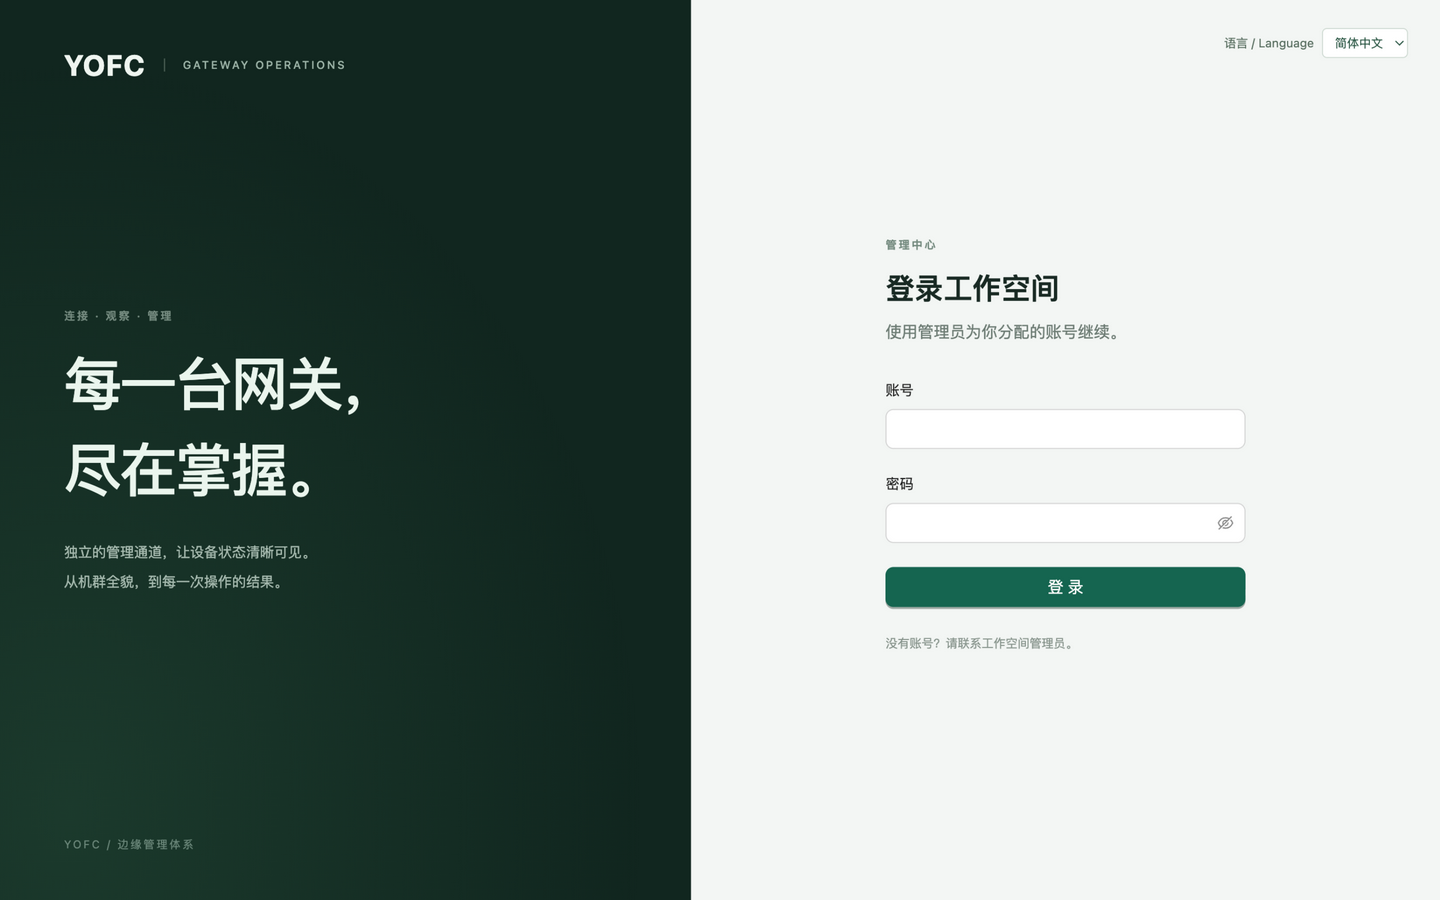 YOFC
GATEWAY OPERATIONS
连接 · 观察 · 管理
每一台网关，
尽在掌握。
独立的管理通道，让设备状态清晰可见。
从机群全貌，到每一次操作的结果。
YOFC / 边缘管理体系
语言 / Language
简体中文
管理中心
登录工作空间
使用管理员为你分配的账号继续。
账号
密码
登 录
没有账号？请联系工作空间管理员。